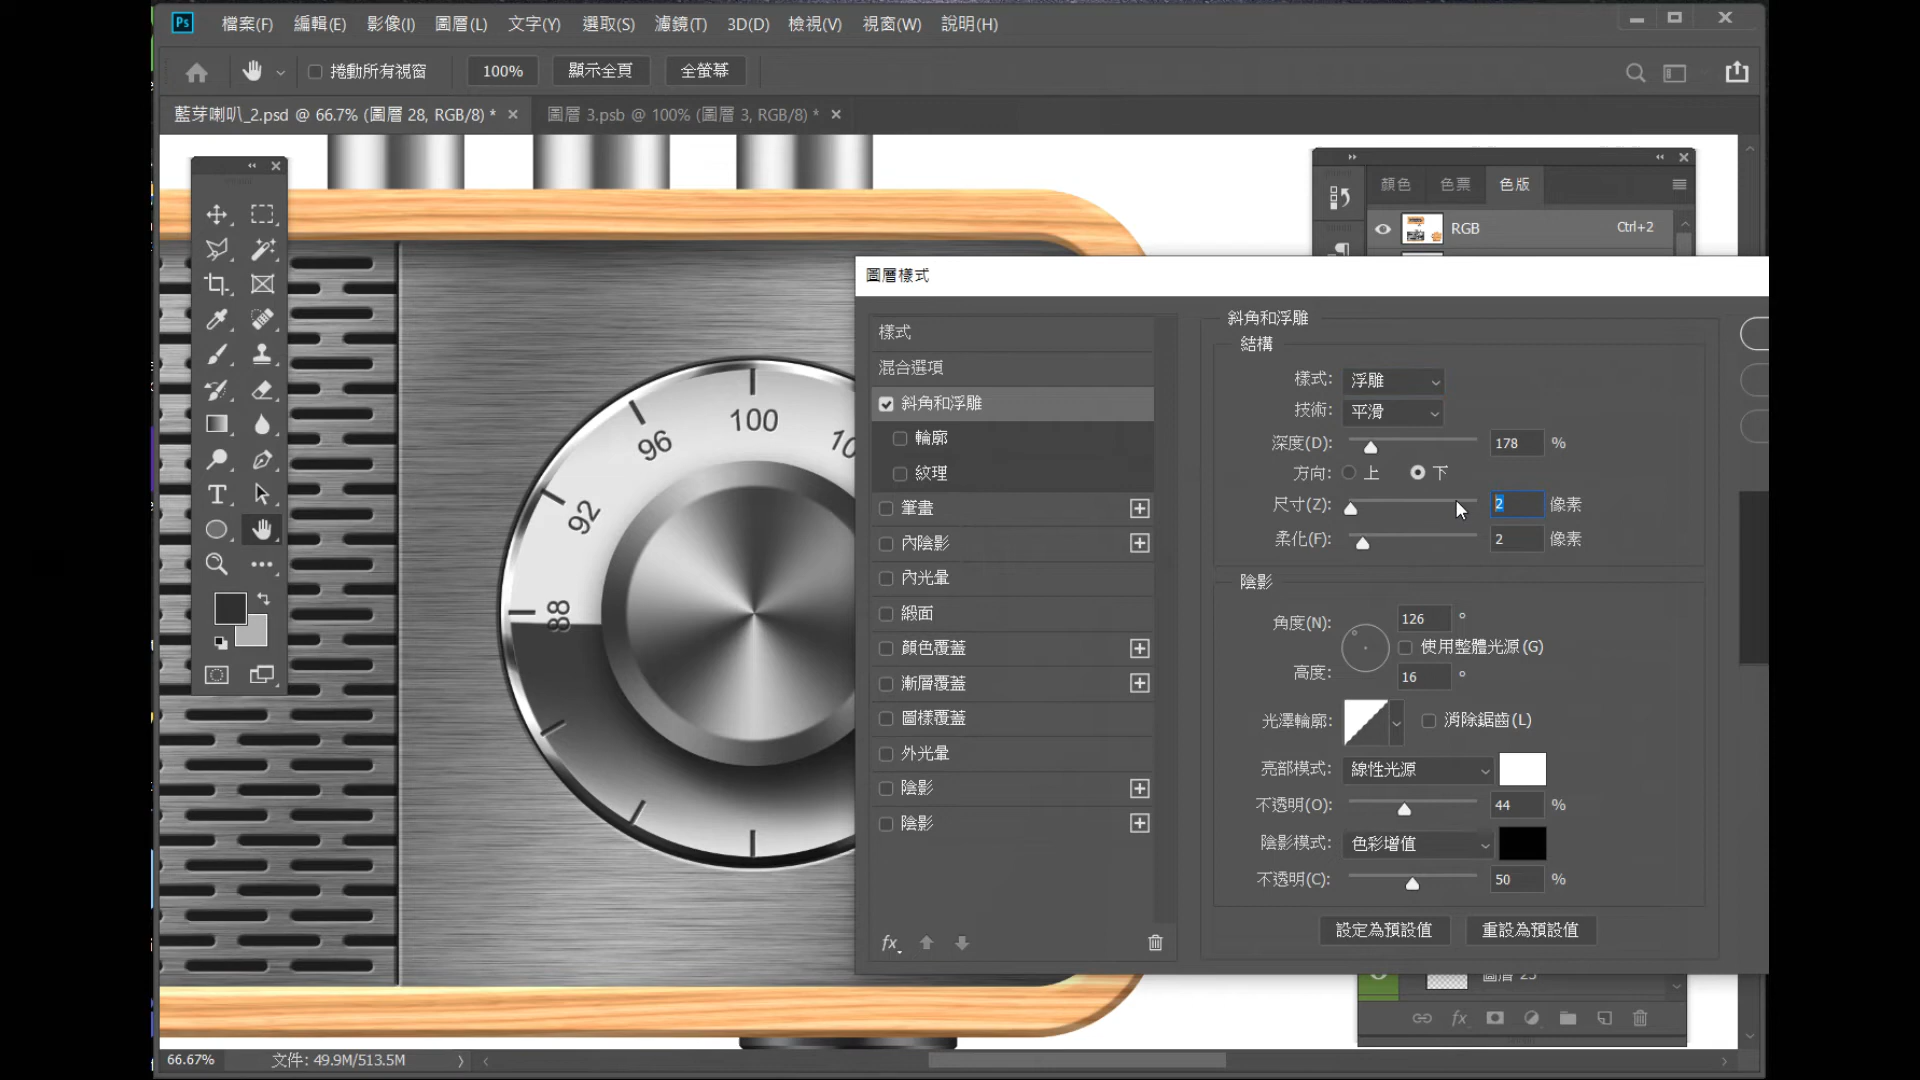 Ps 檔案(F) 編輯(E) 影像(I) 圖層(L) 文字(Y) 選取(S) 濾鏡(T) 3D(D) 檢視(V) 視窗(W) 說明(H)
捲動所有視窗 100% 顯示全頁 全螢幕
藍芽喇叭_2.psd @ 66.7% (圖層 28, RGB/8) * 圖層 3.psb @ 100% (圖層 3, RGB/8) *
顏色 色票 色版
RGB Ctrl+2
圖層樣式
樣式
混合選項
斜角和浮雕
輪廓
紋理
筆畫
內陰影
內光暈
緞面
顏色覆蓋
漸層覆蓋
圖樣覆蓋
外光暈
陰影
陰影
fx
斜角和浮雕
結構
樣式: 浮雕
技術: 平滑
深度(D): 178 %
方向: 上 下
尺寸(Z): 2 像素
柔化(F): 2 像素
陰影
角度(N): 126 °
使用整體光源(G)
高度: 16 °
光澤輪廓: 消除鋸齒(L)
亮部模式: 線性光源
不透明(O): 44 %
陰影模式: 色彩增值
不透明(C): 50 %
設定為預設值 重設為預設值
100
96
92
88
圖層 25
fx
66.67% 文件: 49.9M/513.5M